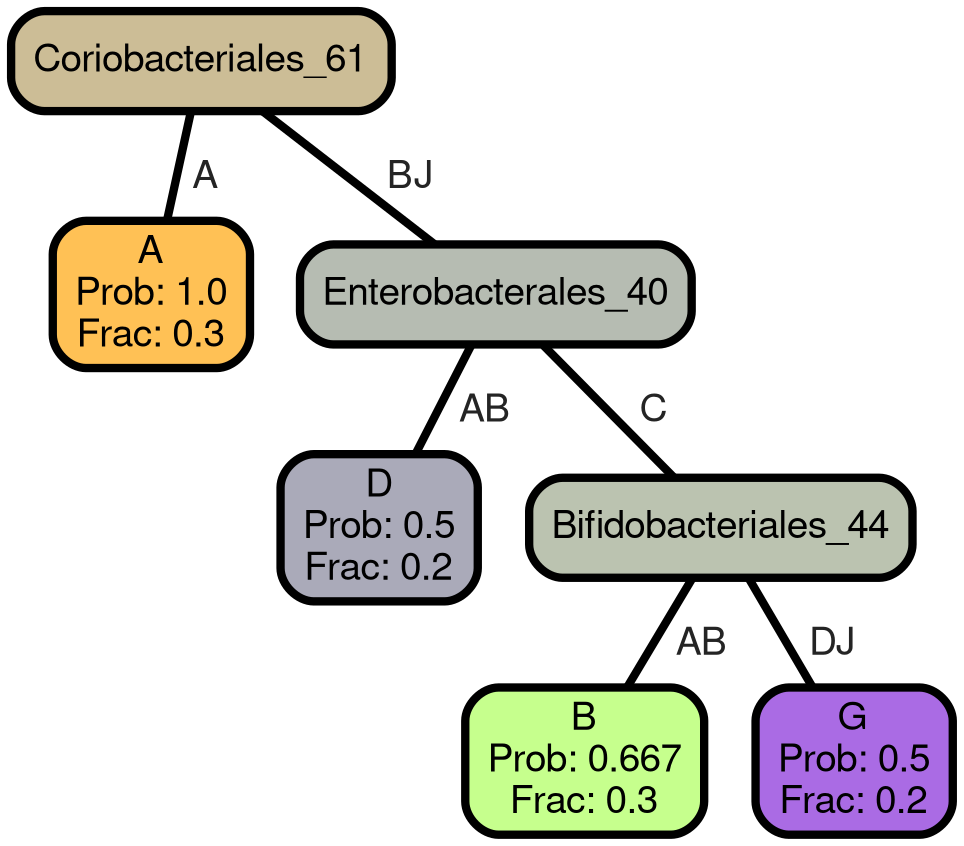 Coriobacteriales_61
A
BJ
A
Prob: 1.0
Frac: 0.3
Enterobacterales_40
AB
C
D
Prob: 0.5
Frac: 0.2
Bifidobacteriales_44
AB
DJ
B
Prob: 0.667
Frac: 0.3
G
Prob: 0.5
Frac: 0.2